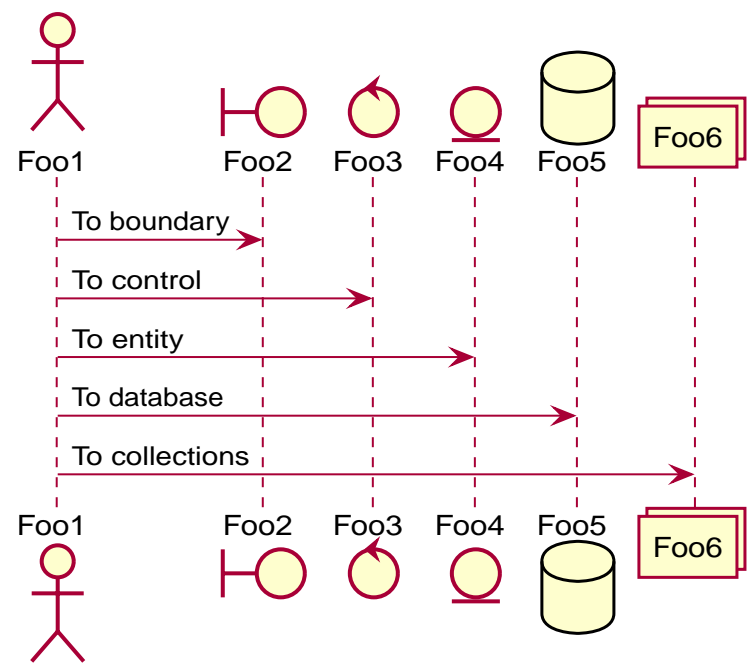 Foo1 Foo2 Foo3 Foo4 Foo5 Foo6
To boundary
To control
To entity
To database
To collections
Foo1 Foo2 Foo3 Foo4 Foo5 Foo6